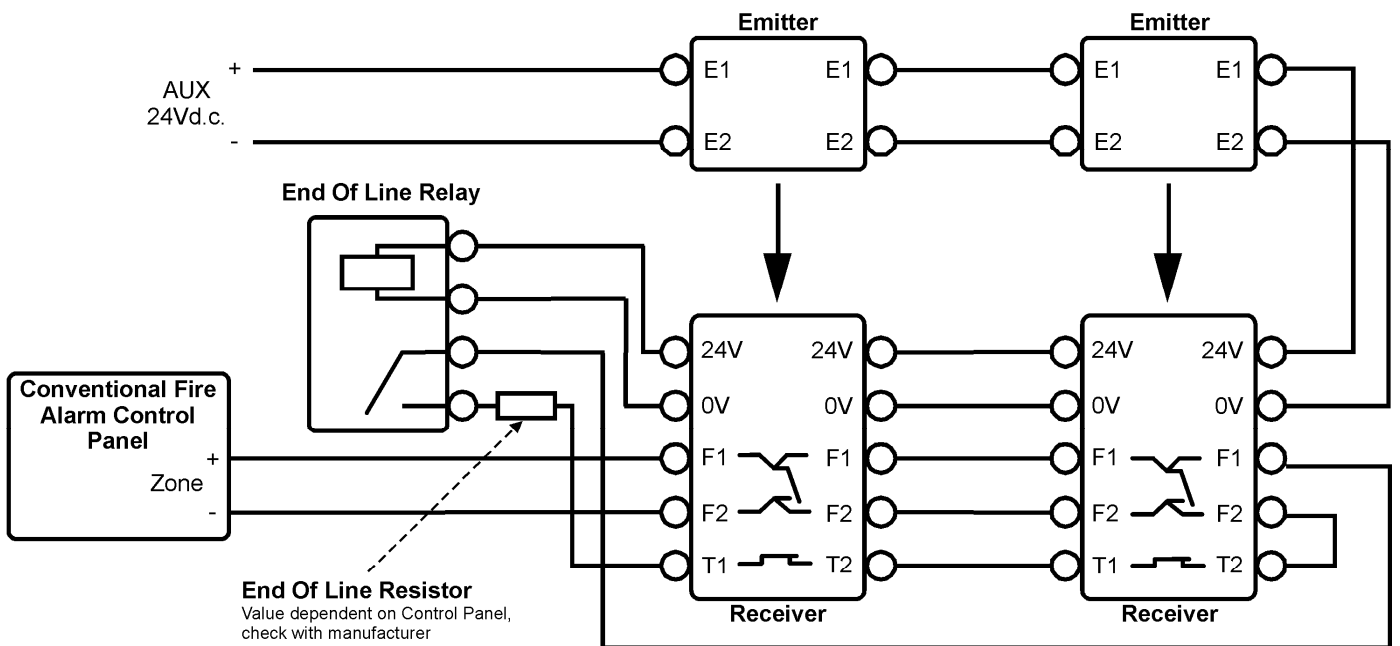 Emitter
Emitter
+
AUX
24Vd.c.
-
E1 E1
E2 E2
E1 E1
E2 E2
End Of Line Relay
Conventional Fire
Alarm Control
Panel
+
Zone
-
24V 24V
0V 0V
F1 F1
F2 F2
T1 T2
Receiver
24V 24V
0V 0V
F1 F1
F2 F2
T1 T2
Receiver
End Of Line Resistor
Value dependent on Control Panel,
check with manufacturer